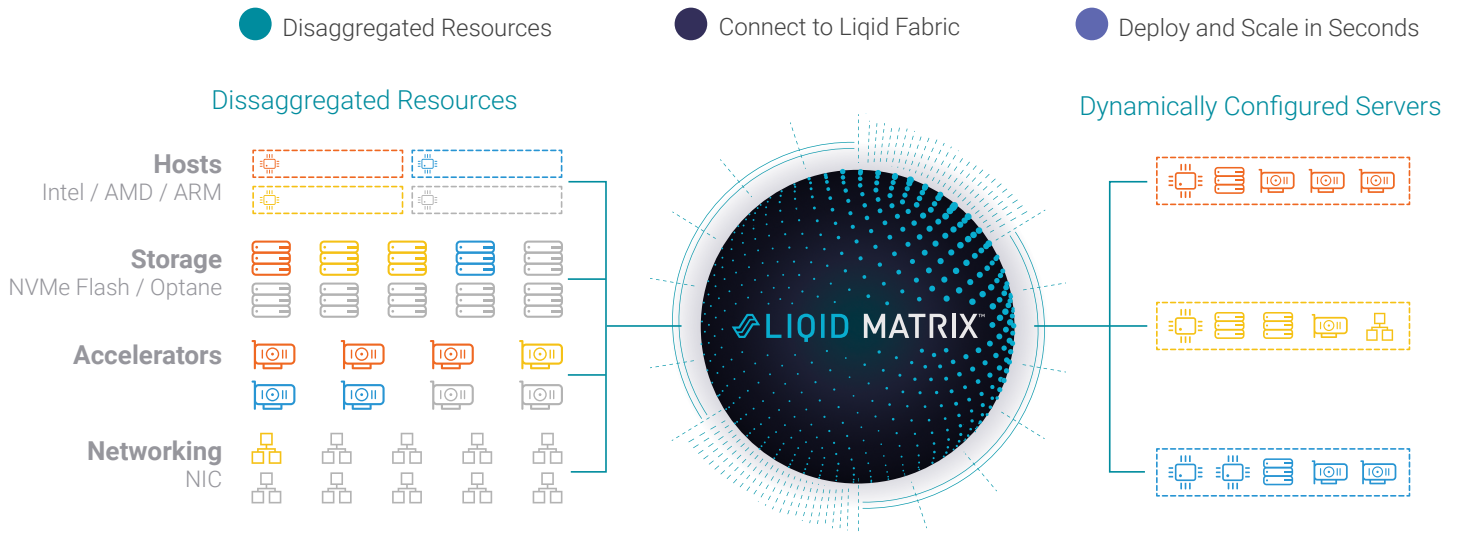 Disaggregated Resources
Connect to Liqid Fabric
Deploy and Scale in Seconds
Dissaggregated Resources
Dynamically Configured Servers
Hosts
Intel / AMD / ARM
Storage
NVMe Flash / Optane
Accelerators
Networking
NIC
LIQID MATRIX™